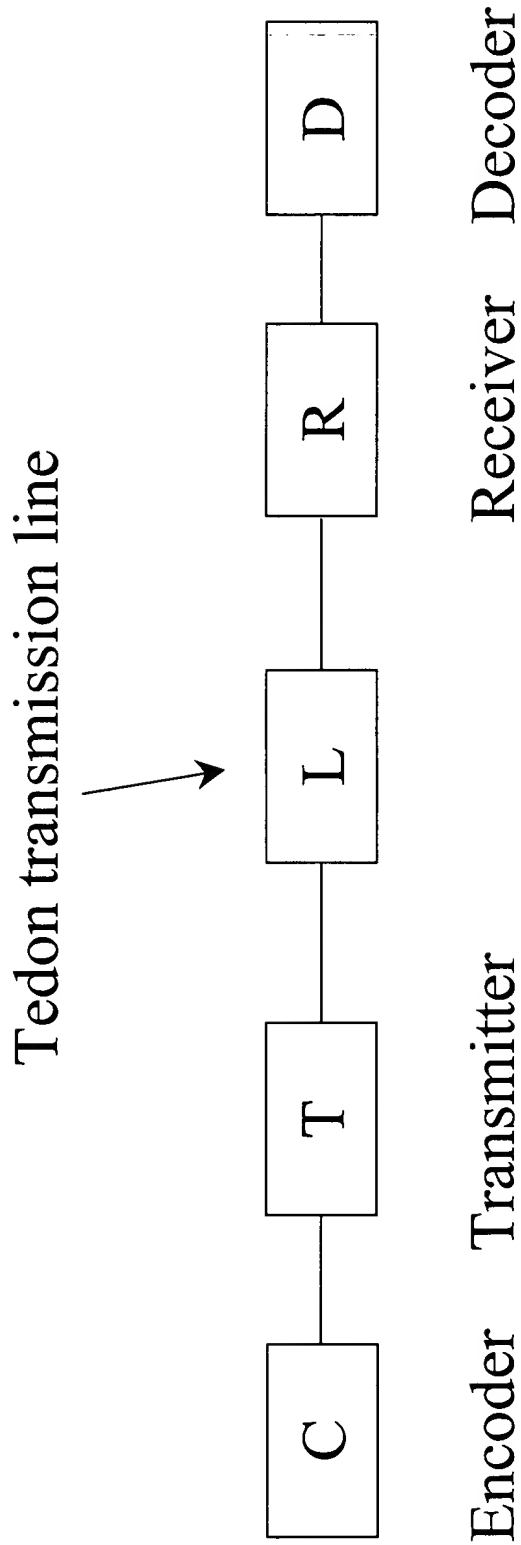 Tedon transmission line
C T L R D
Encoder Transmitter Receiver Decoder